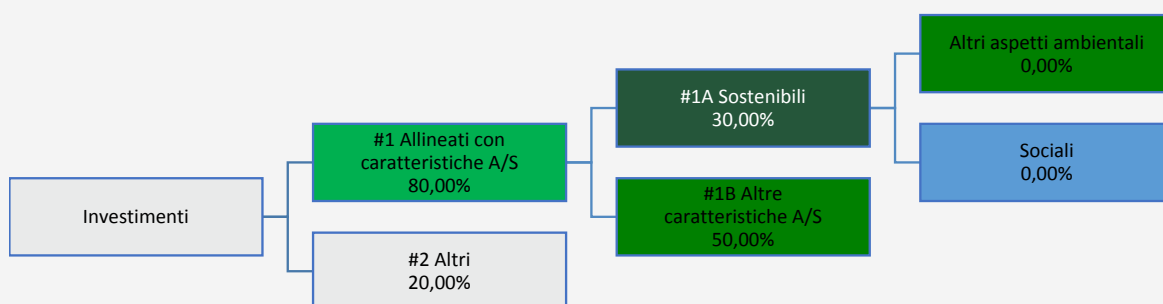 Investimenti
#1 Allineati con
caratteristiche A/S
80,00%
#2 Altri
20,00%
#1A Sostenibili
30,00%
#1B Altre
caratteristiche A/S
50,00%
Altri aspetti ambientali
0,00%
Sociali
0,00%